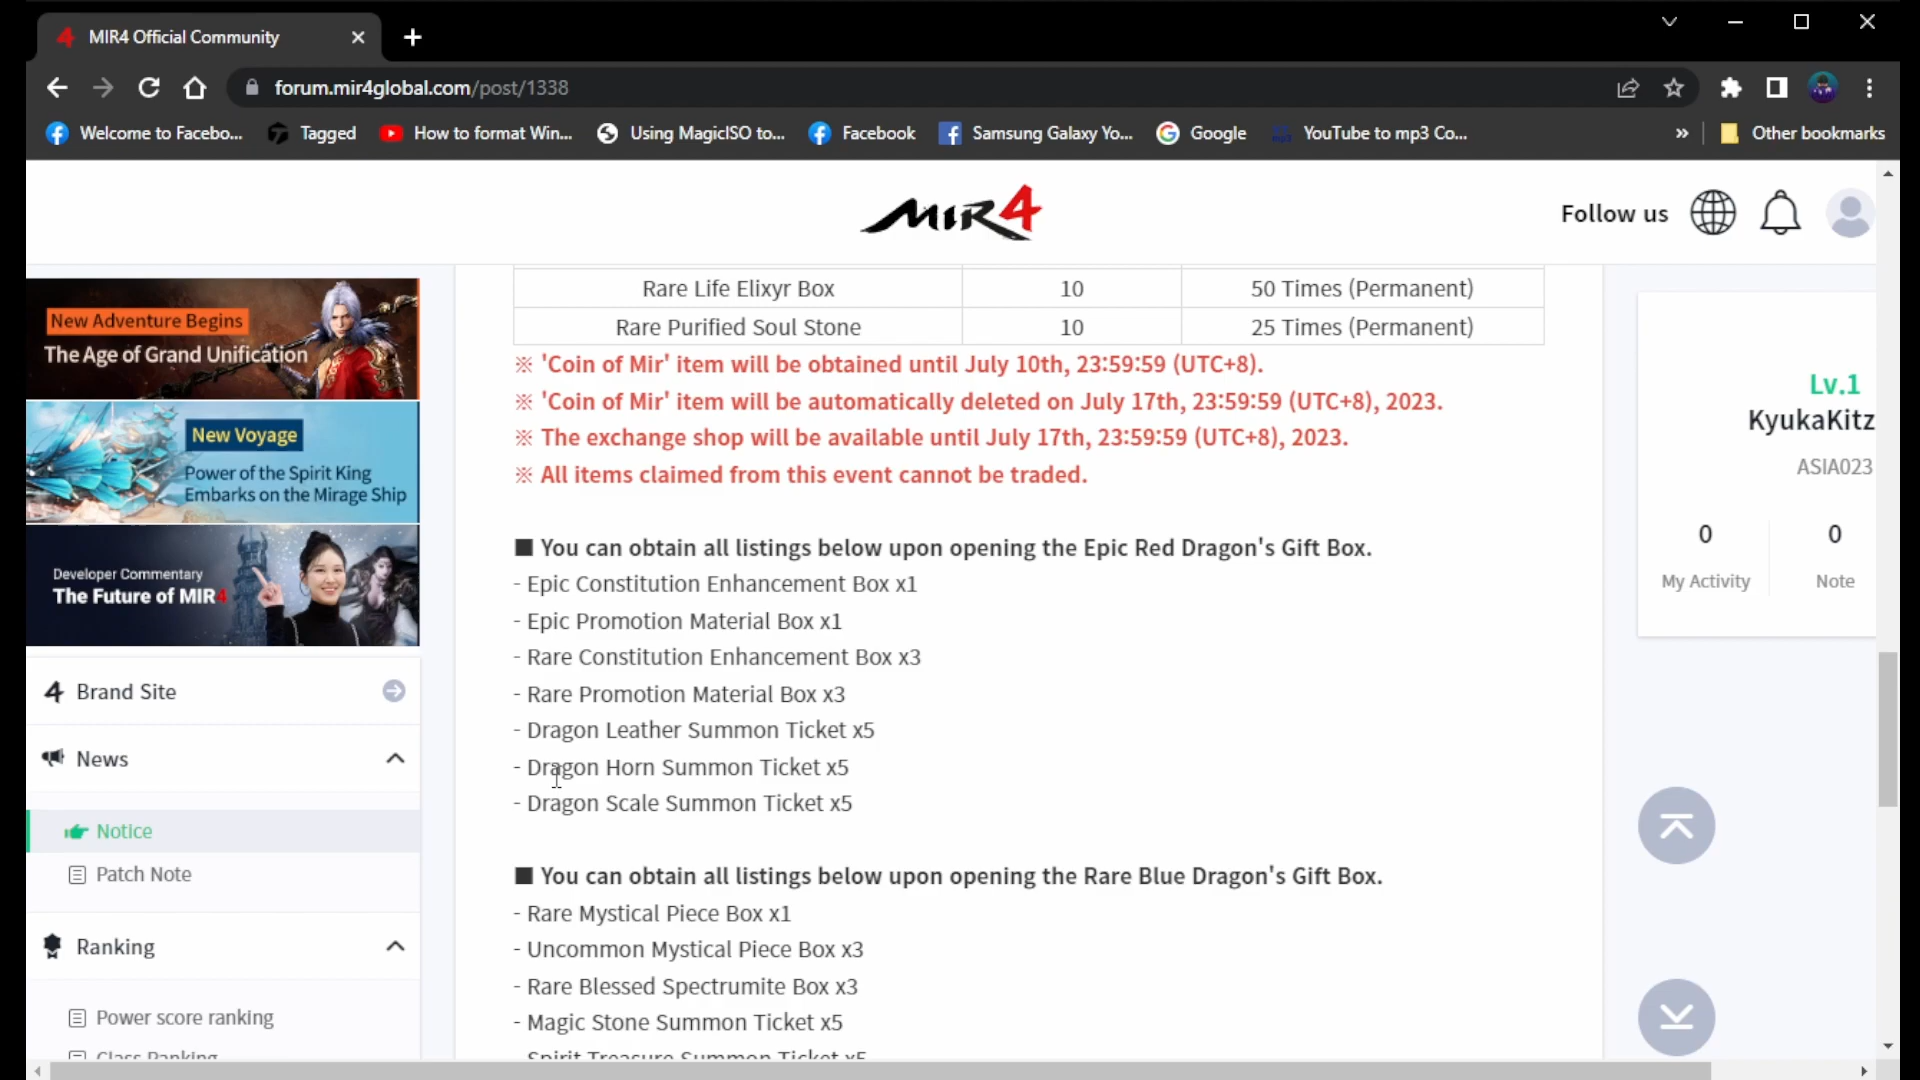 MIR4 Official Community
forum.mir4global.com/post/1338
Welcome to Facebo... Tagged How to format Win... Using MagicISO to... Facebook Samsung Galaxy Yo... Google YouTube to mp3 Co... » Other bookmarks
MIR4
Follow us
New Adventure Begins
The Age of Grand Unification
New Voyage
Power of the Spirit King
Embarks on the Mirage Ship
Developer Commentary
The Future of MIR4
4 Brand Site
News
Notice
Patch Note
Ranking
Power score ranking
Class Ranking
Rare Life Elixyr Box 10 50 Times (Permanent)
Rare Purified Soul Stone 10 25 Times (Permanent)
※ 'Coin of Mir' item will be obtained until July 10th, 23:59:59 (UTC+8).
※ 'Coin of Mir' item will be automatically deleted on July 17th, 23:59:59 (UTC+8), 2023.
※ The exchange shop will be available until July 17th, 23:59:59 (UTC+8), 2023.
※ All items claimed from this event cannot be traded.
■ You can obtain all listings below upon opening the Epic Red Dragon's Gift Box.
- Epic Constitution Enhancement Box x1
- Epic Promotion Material Box x1
- Rare Constitution Enhancement Box x3
- Rare Promotion Material Box x3
- Dragon Leather Summon Ticket x5
- Dragon Horn Summon Ticket x5
- Dragon Scale Summon Ticket x5
■ You can obtain all listings below upon opening the Rare Blue Dragon's Gift Box.
- Rare Mystical Piece Box x1
- Uncommon Mystical Piece Box x3
- Rare Blessed Spectrumite Box x3
- Magic Stone Summon Ticket x5
- Spirit Treasure Summon Ticket x5
Lv.1
KyukaKitz
ASIA023
0 0
My Activity Note